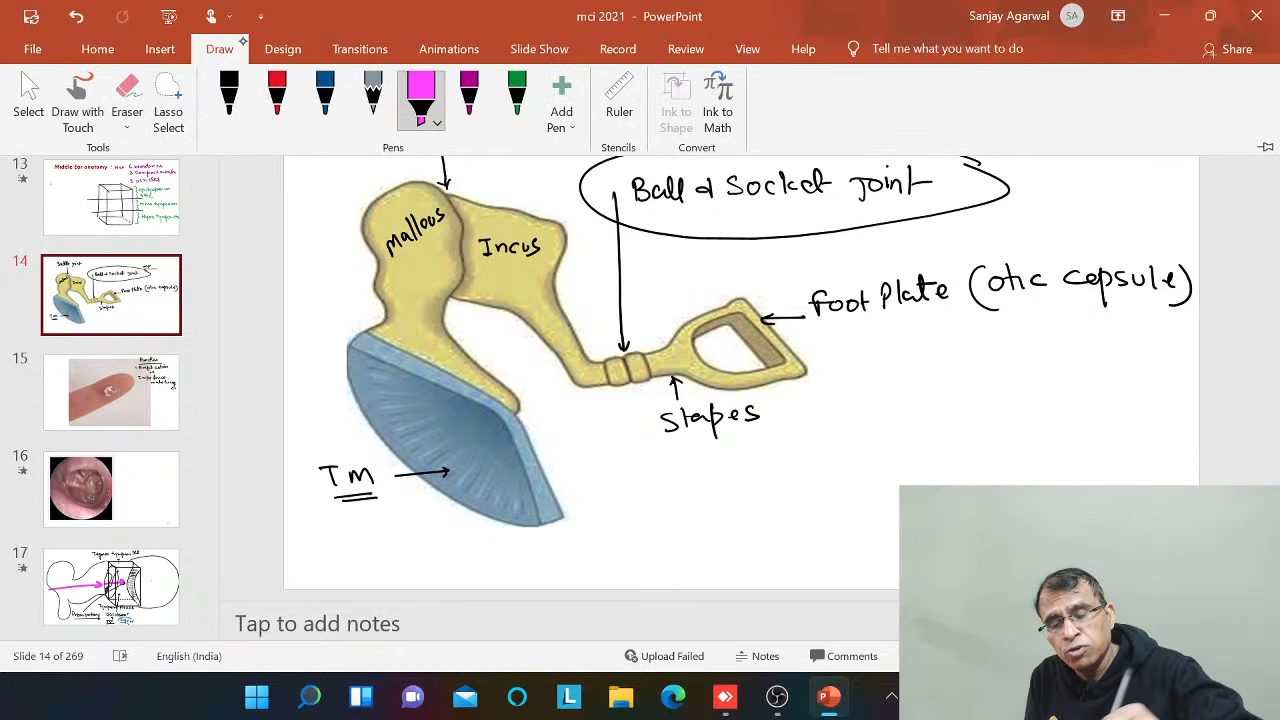 mci 2021 - PowerPoint
Sanjay Agarwal
SA
File Home Insert Draw Design Transitions Animations Slide Show Record Review View Help Tell me what you want to do Share
Select
Draw with Touch
Eraser
Lasso Select
Add Pen
Ruler
Ink to Shape
Ink to Math
Tools Pens Stencils Convert
13
Middle Ear anatomy
14
15
16
17
Ball & Socket Joint
Mallous
Incus
Foot Plate (otic capsule)
Stapes
TM
Tap to add notes
Slide 14 of 269 English (India) Upload Failed Notes Comments